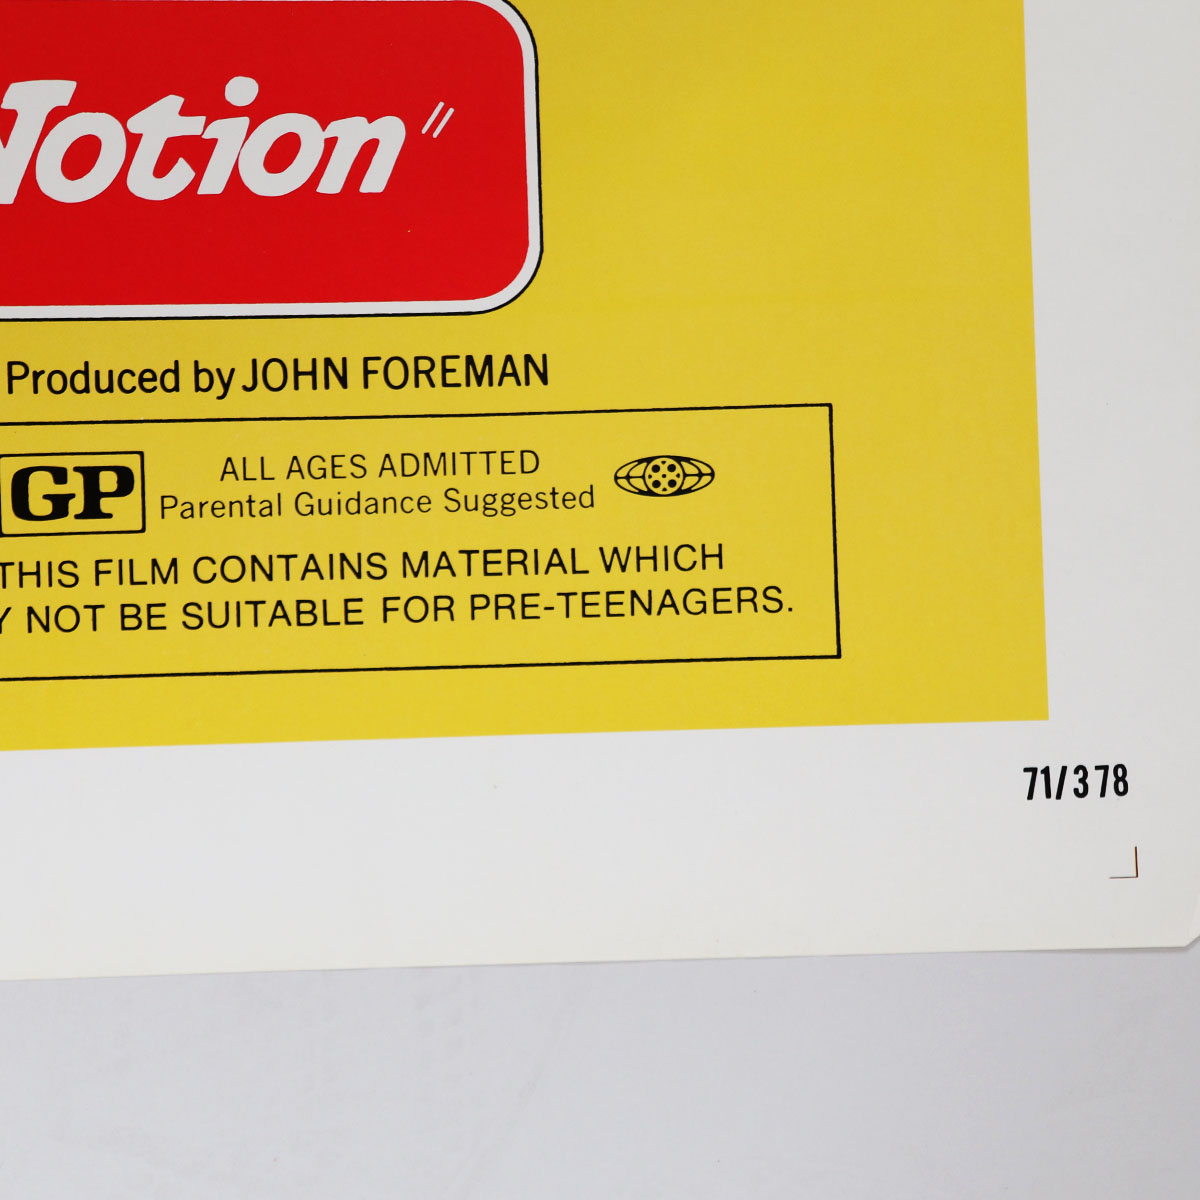 Notion"
Produced by JOHN FOREMAN
GP
ALL AGES ADMITTED
Parental Guidance Suggested
THIS FILM CONTAINS MATERIAL WHICH
Y NOT BE SUITABLE FOR PRE-TEENAGERS.
71/378